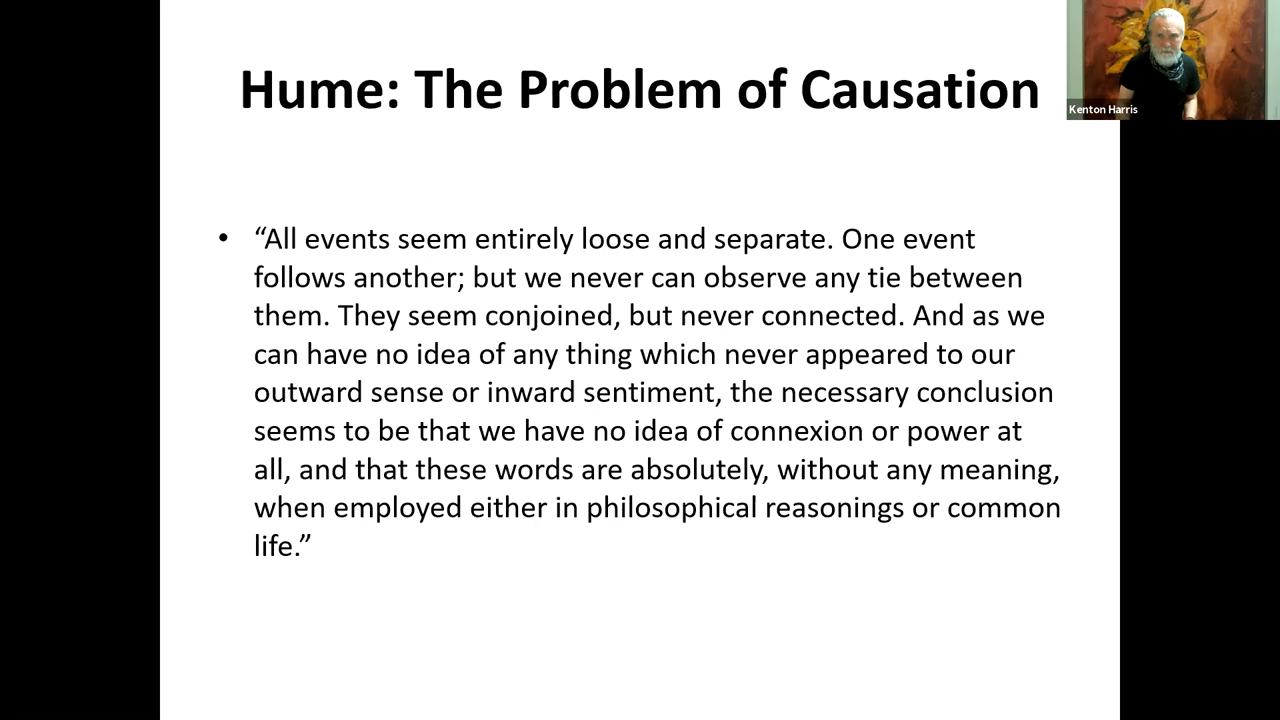 Hume: The Problem of Causation
Kenton Harris
• “All events seem entirely loose and separate. One event
follows another; but we never can observe any tie between
them. They seem conjoined, but never connected. And as we
can have no idea of any thing which never appeared to our
outward sense or inward sentiment, the necessary conclusion
seems to be that we have no idea of connexion or power at
all, and that these words are absolutely, without any meaning,
when employed either in philosophical reasonings or common
life.”